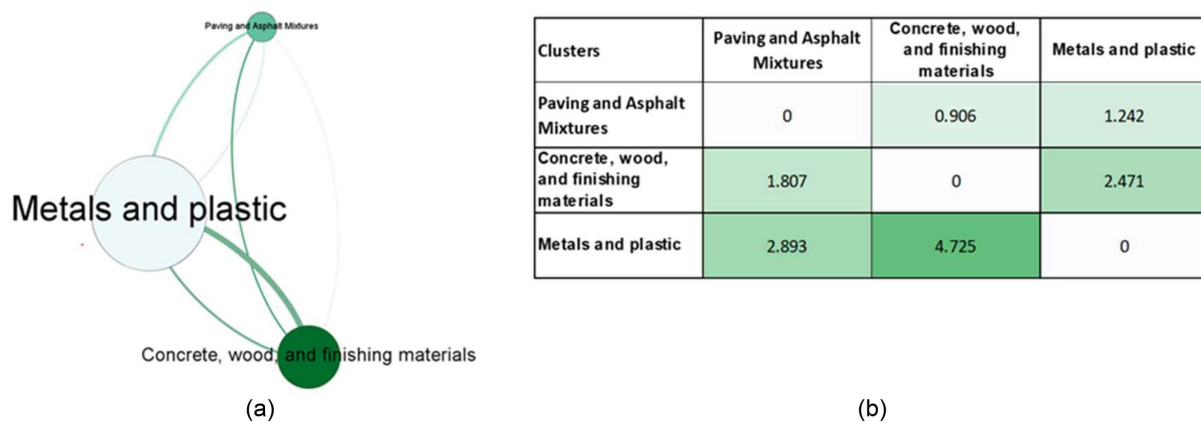 Paving and Asphalt Mixtures
Metals and plastic
Concrete, wood, and finishing materials
(a)
Clusters
Paving and Asphalt
Mixtures
Concrete, wood,
and finishing
materials
Metals and plastic
Paving and Asphalt
Mixtures
0
0.906
1.242
Concrete, wood,
and finishing
materials
1.807
0
2.471
Metals and plastic
2.893
4.725
0
(b)